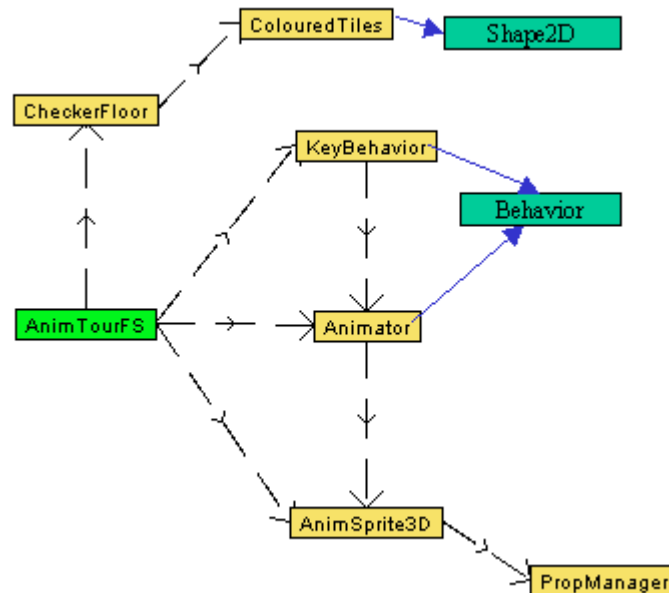 ColouredTiles
Shape2D
CheckerFloor
KeyBehavior
Behavior
AnimTourFS
Animator
AnimSprite3D
PropManager